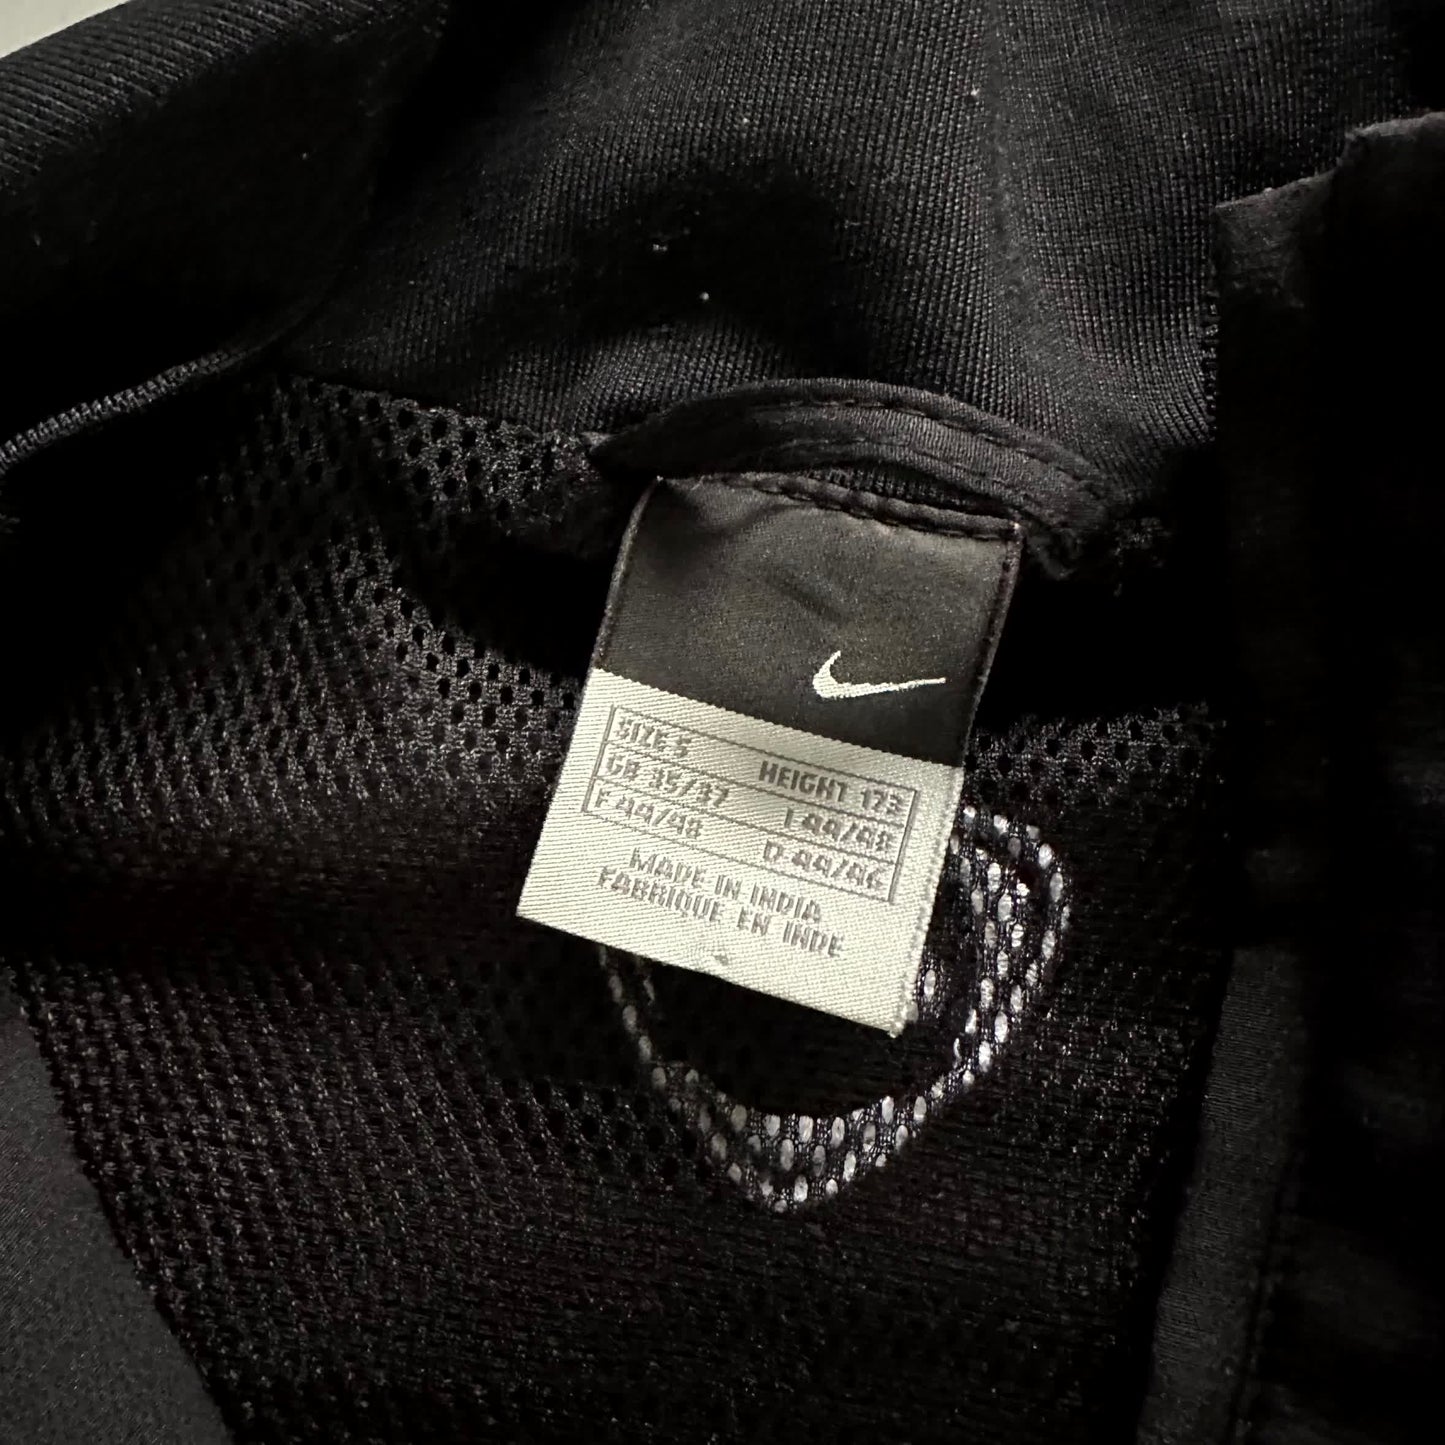 SIZE S HEIGHT 173
GB 35/37 I 44/48
F 44/48 D 44/46
MADE IN INDIA
FABRIQUE EN INDE